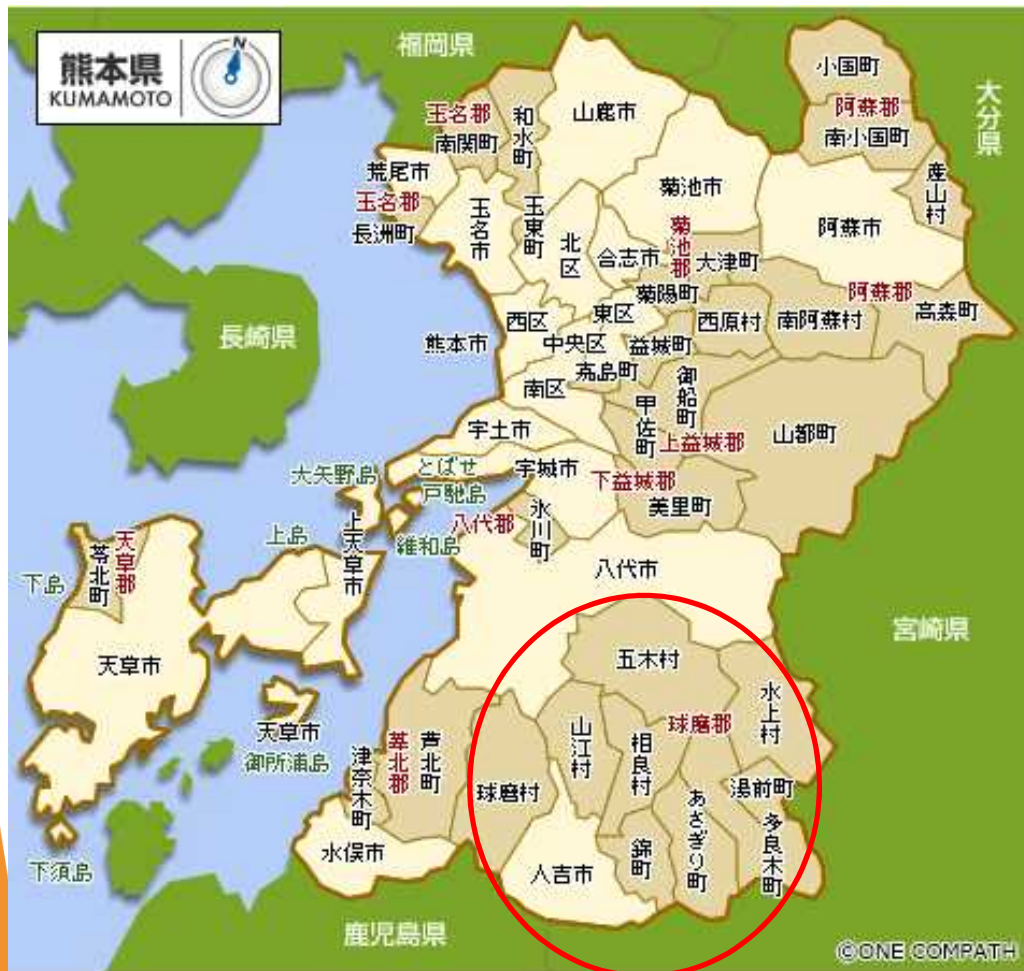 熊本県
KUMAMOTO
N
福岡県
大分県
小国町
阿蘇郡
南小国町
産山村
玉名郡
南関町
和水町
山鹿市
荒尾市
玉名郡
長洲町
玉名市
玉東町
北区
合志市
菊池市
菊池郡
大津町
菊陽町
阿蘇市
阿蘇郡
高森町
南阿蘇村
西原村
長崎県
熊本市
西区
東区
中央区
益城町
嘉島町
南区
御船町
甲佐町
上益城郡
山都町
宇土市
大矢野島
とばせ
戸馳島
宇城市
下益城郡
美里町
八代郡
氷川町
維和島
上島
上天草市
八代市
下島
苓北町
天草郡
天草市
宮崎県
五木村
水上村
球磨郡
山江村
相良村
湯前町
天草市
御所浦島
津奈木町
葦北郡
芦北町
球磨村
あさぎり町
多良木町
錦町
人吉市
水俣市
下須島
鹿児島県
©ONE COMPATH